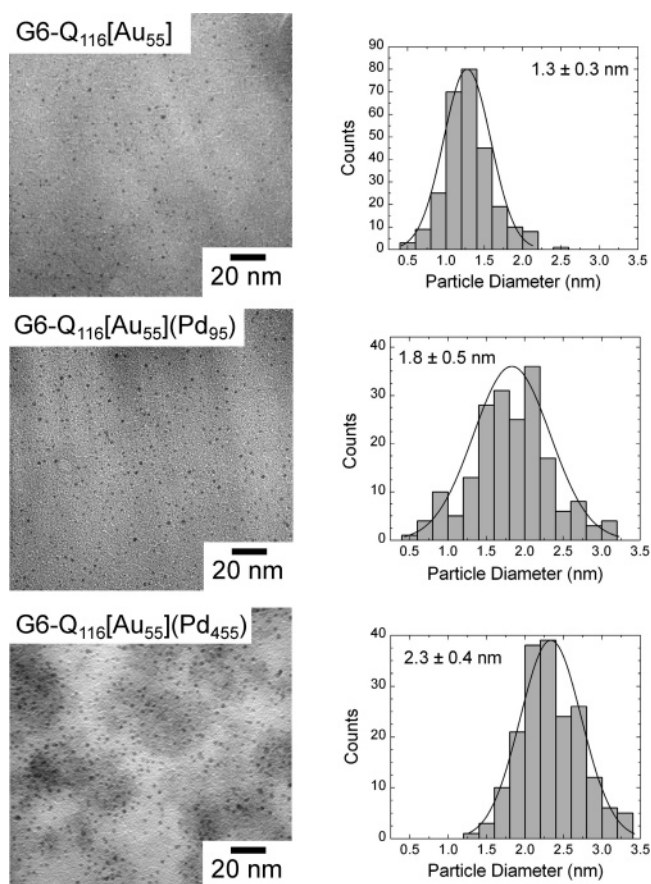 G6-Q₁₁₆[Au₅₅]
20 nm
90
80
70
60
50
40
30
20
10
0
Counts
1.3 ± 0.3 nm
0.5 1.0 1.5 2.0 2.5 3.0 3.5
Particle Diameter (nm)
G6-Q₁₁₆[Au₅₅](Pd₉₅)
20 nm
40
30
20
10
0
Counts
1.8 ± 0.5 nm
0.5 1.0 1.5 2.0 2.5 3.0 3.5
Particle Diameter (nm)
G6-Q₁₁₆[Au₅₅](Pd₄₅₅)
20 nm
40
30
20
10
0
Counts
2.3 ± 0.4 nm
0.5 1.0 1.5 2.0 2.5 3.0 3.5
Particle Diameter (nm)